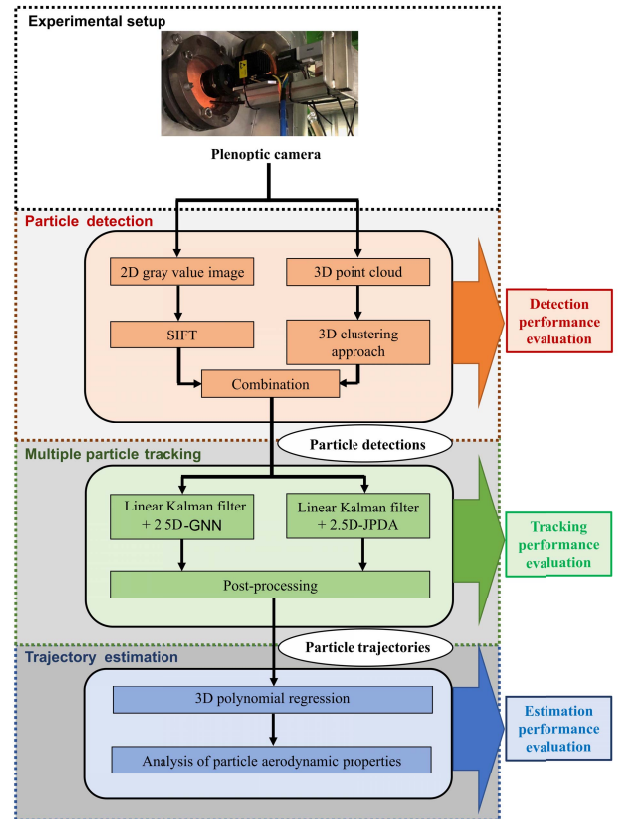 Experimental setup
Plenoptic camera
Particle detection
2D gray value image
3D point cloud
SIFT
3D clustering
approach
Combination
Detection
performance
evaluation
Particle detections
Multiple particle tracking
Linear Kalman filter
+ 2.5D-GNN
Linear Kalman filter
+ 2.5D-JPDA
Post-processing
Tracking
performance
evaluation
Particle trajectories
Trajectory estimation
3D polynomial regression
Analysis of particle aerodynamic properties
Estimation
performance
evaluation